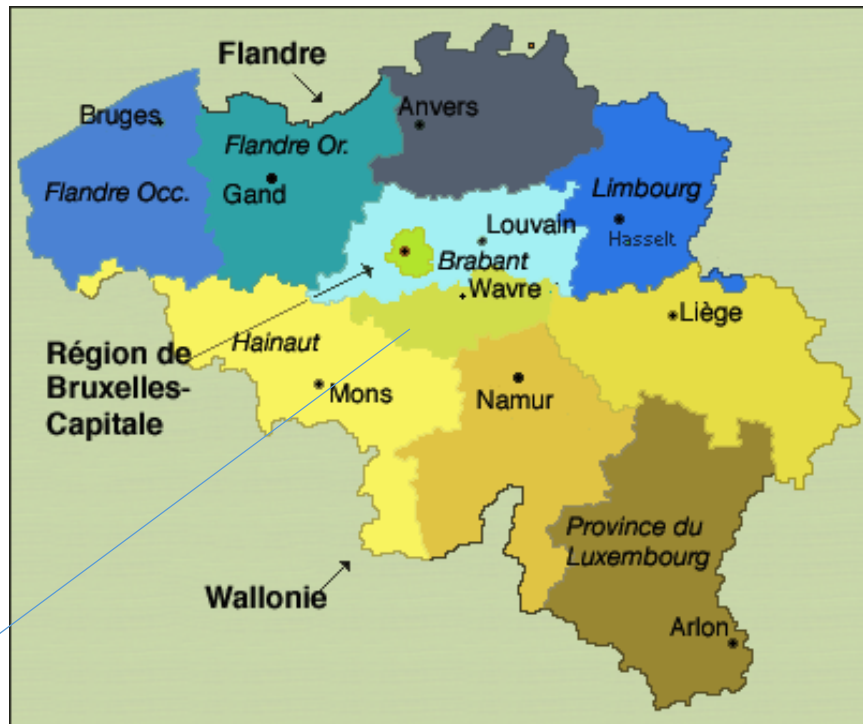 Flandre
Bruges
Anvers
Flandre Or.
Flandre Occ.
Gand
Limbourg
Louvain
Hasselt
Brabant
Wavre
Liège
Hainaut
Région de
Bruxelles-
Capitale
Mons
Namur
Province du
Luxembourg
Wallonie
Arlon